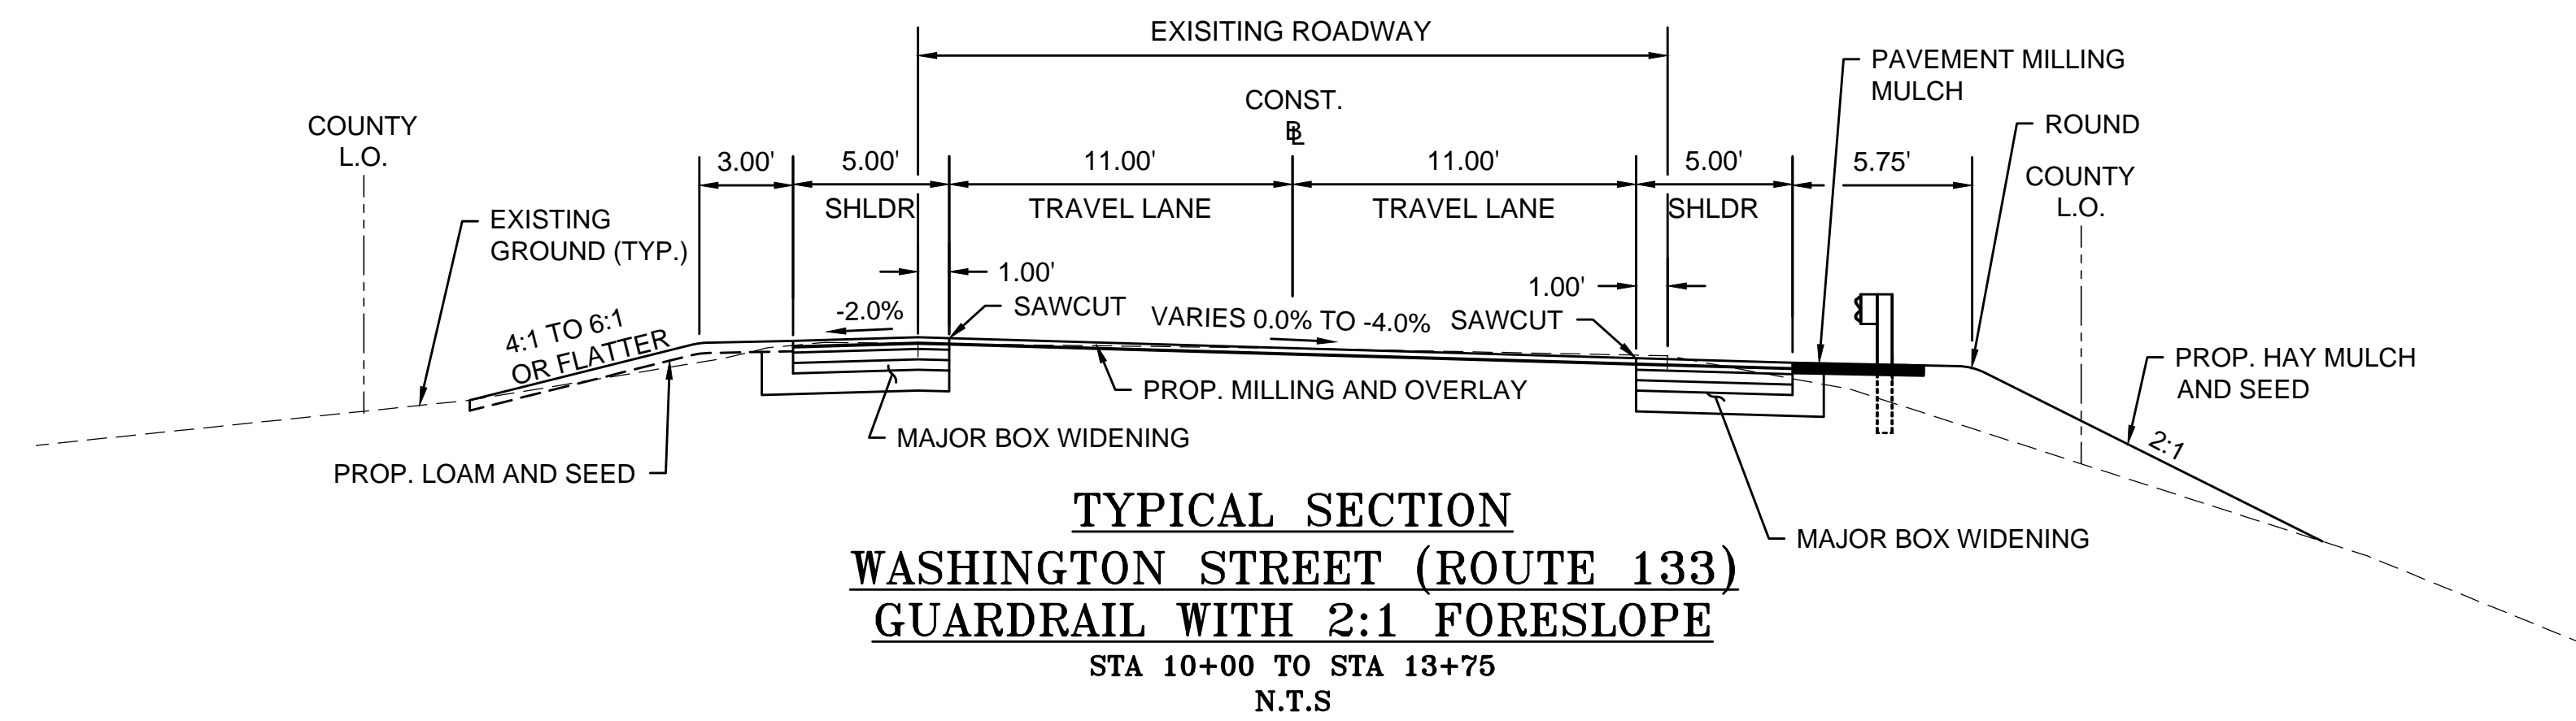 EXISITING ROADWAY
PAVEMENT MILLING
MULCH
CONST.
BL
COUNTY
L.O.
ROUND
3.00'
5.00'
11.00'
11.00'
5.00'
5.75'
COUNTY
L.O.
SHLDR
TRAVEL LANE
TRAVEL LANE
SHLDR
EXISTING
GROUND (TYP.)
1.00'
1.00'
-2.0%
SAWCUT
VARIES 0.0% TO -4.0%
SAWCUT
4:1 TO 6:1
OR FLATTER
PROP. HAY MULCH
AND SEED
PROP. MILLING AND OVERLAY
MAJOR BOX WIDENING
2:1
PROP. LOAM AND SEED
MAJOR BOX WIDENING
TYPICAL SECTION
WASHINGTON STREET (ROUTE 133)
GUARDRAIL WITH 2:1 FORESLOPE
STA 10+00 TO STA 13+75
N.T.S